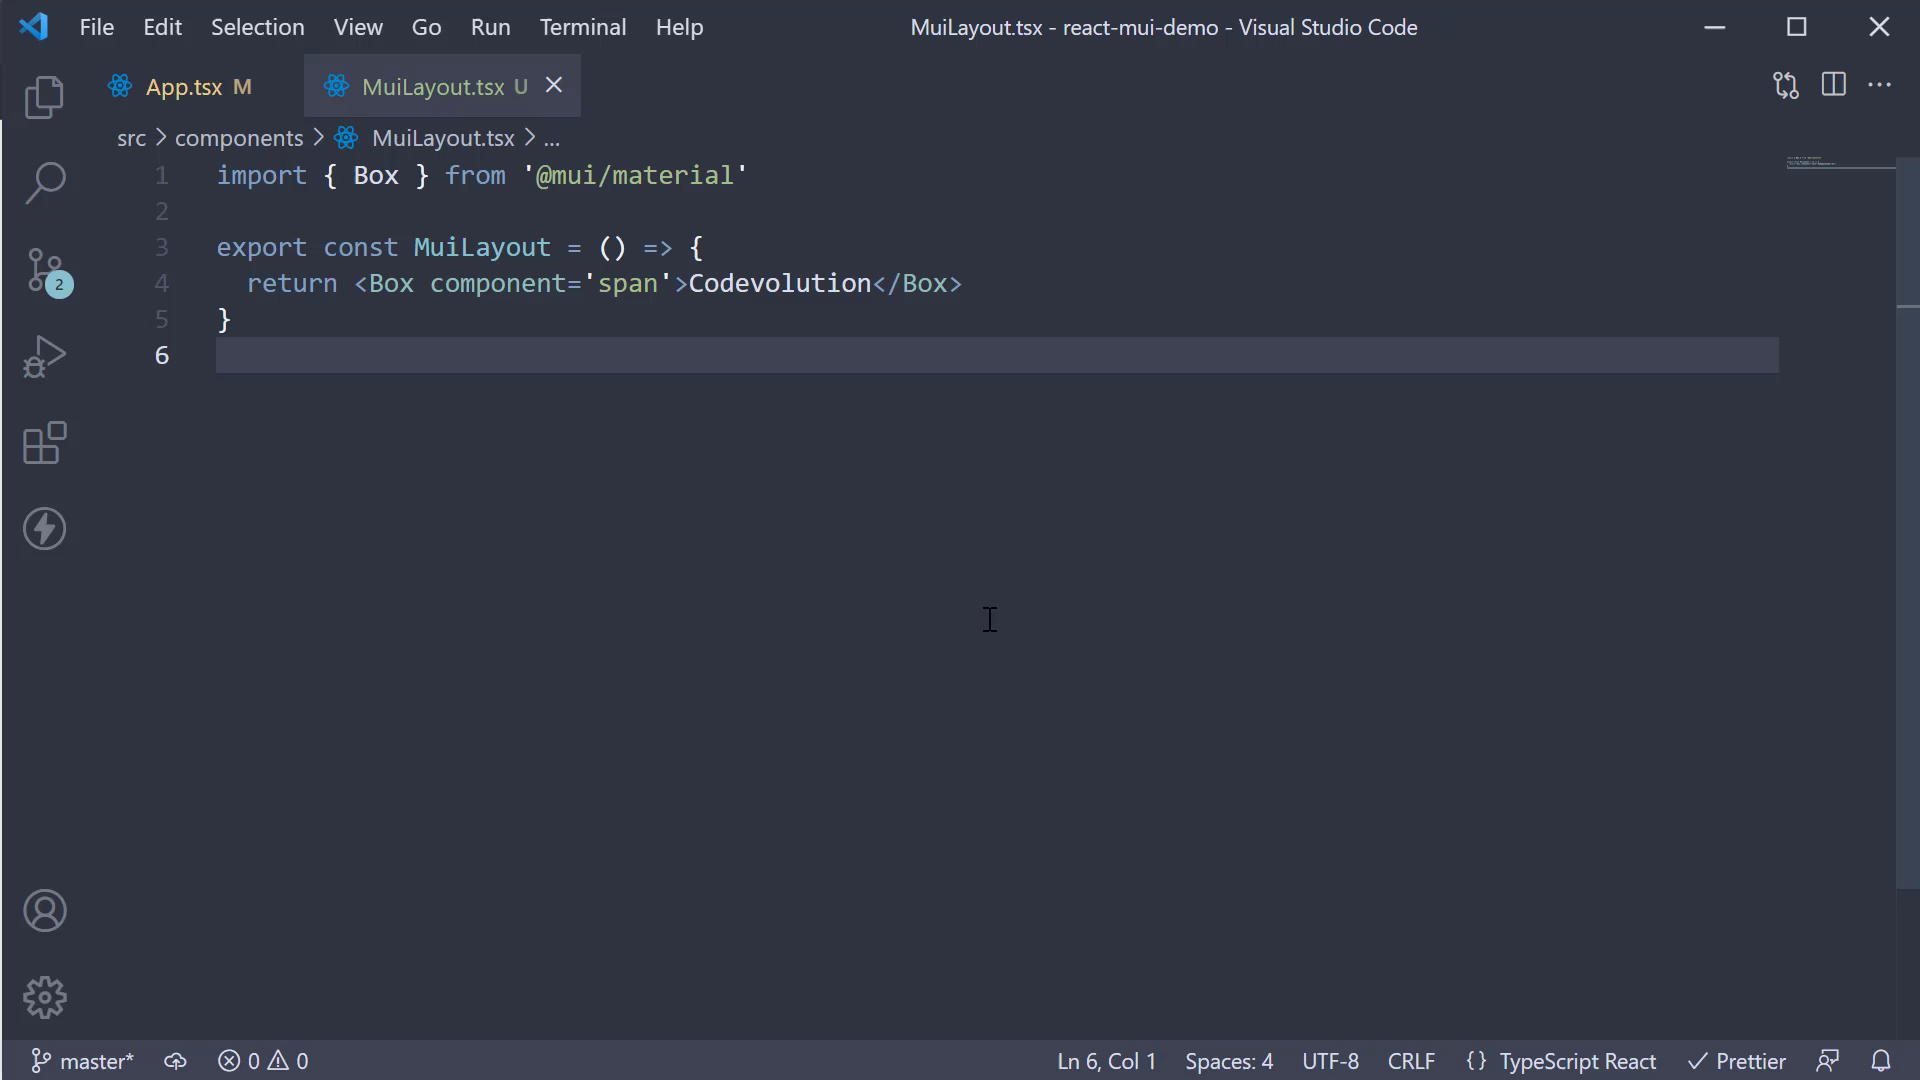 File Edit Selection View Go Run Terminal Help MuiLayout.tsx - react-mui-demo - Visual Studio Code
App.tsx M MuiLayout.tsx U
src > components > MuiLayout.tsx > ...
1 import { Box } from '@mui/material'
2
3 export const MuiLayout = () => {
4   return <Box component='span'>Codevolution</Box>
5 }
6
2
master* 0 0 Ln 6, Col 1 Spaces: 4 UTF-8 CRLF {} TypeScript React Prettier